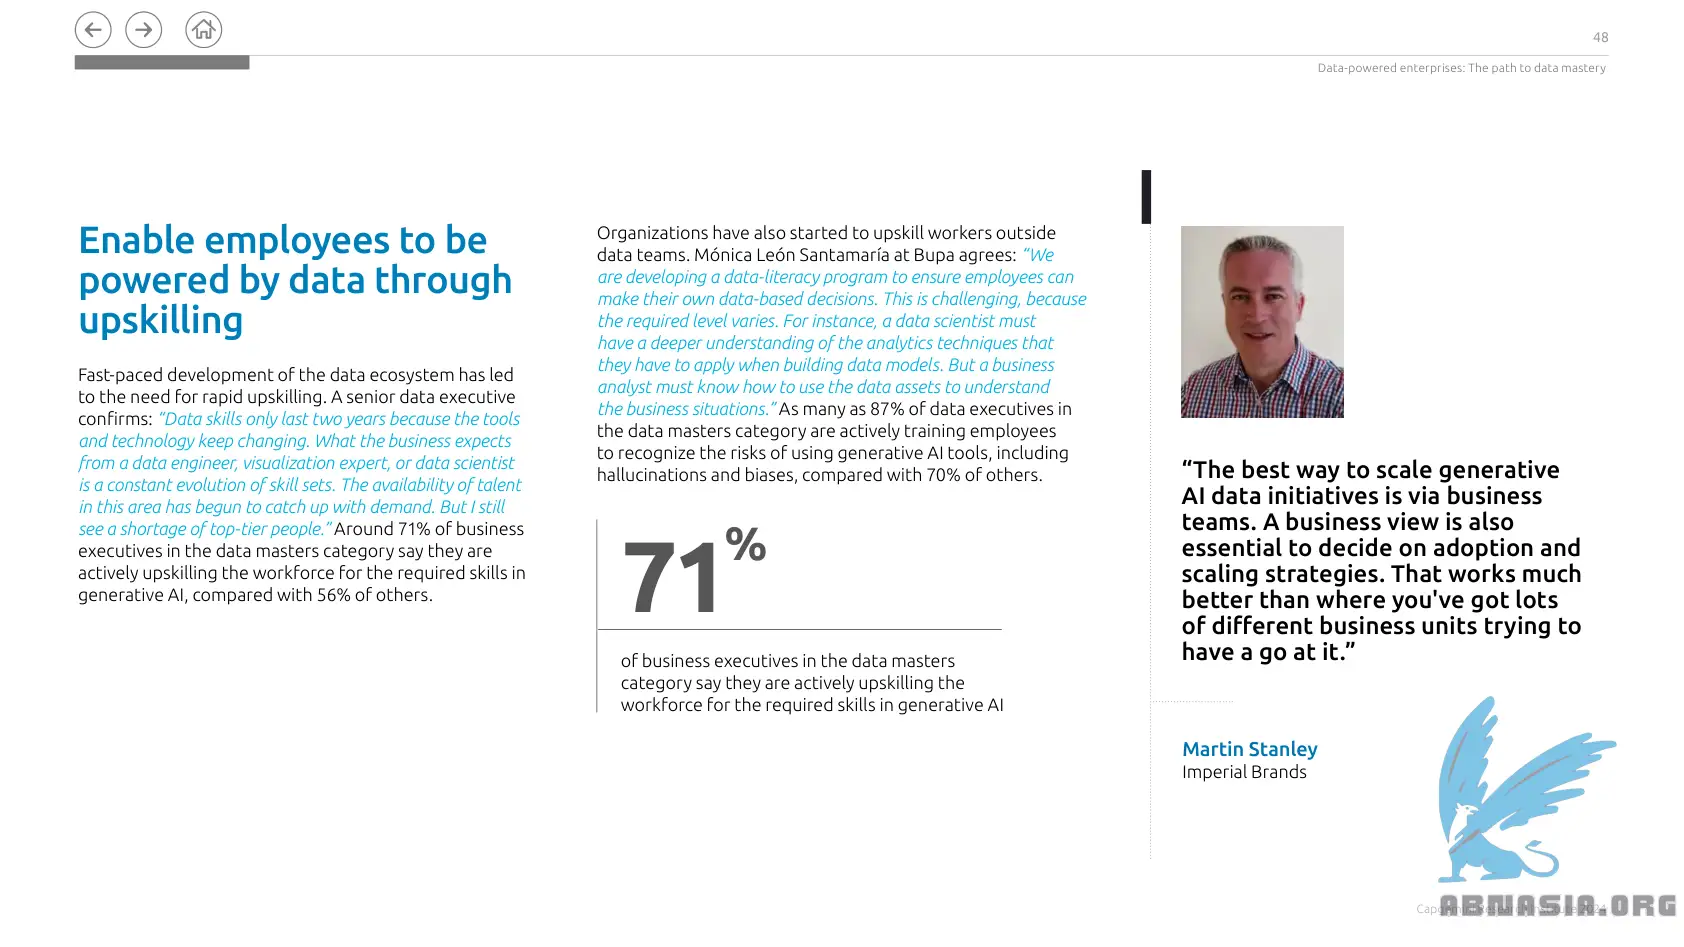 48
Data-powered enterprises: The path to data mastery
Enable employees to be
powered by data through
upskilling
Fast-paced development of the data ecosystem has led
to the need for rapid upskilling. A senior data executive
confirms: “Data skills only last two years because the tools
and technology keep changing. What the business expects
from a data engineer, visualization expert, or data scientist
is a constant evolution of skill sets. The availability of talent
in this area has begun to catch up with demand. But I still
see a shortage of top-tier people.” Around 71% of business
executives in the data masters category say they are
actively upskilling the workforce for the required skills in
generative AI, compared with 56% of others.
Organizations have also started to upskill workers outside
data teams. Mónica León Santamaría at Bupa agrees: “We
are developing a data-literacy program to ensure employees can
make their own data-based decisions. This is challenging, because
the required level varies. For instance, a data scientist must
have a deeper understanding of the analytics techniques that
they have to apply when building data models. But a business
analyst must know how to use the data assets to understand
the business situations.” As many as 87% of data executives in
the data masters category are actively training employees
to recognize the risks of using generative AI tools, including
hallucinations and biases, compared with 70% of others.
71%
of business executives in the data masters
category say they are actively upskilling the
workforce for the required skills in generative AI
“The best way to scale generative
AI data initiatives is via business
teams. A business view is also
essential to decide on adoption and
scaling strategies. That works much
better than where you've got lots
of different business units trying to
have a go at it.”
Martin Stanley
Imperial Brands
ABNASIA.ORG